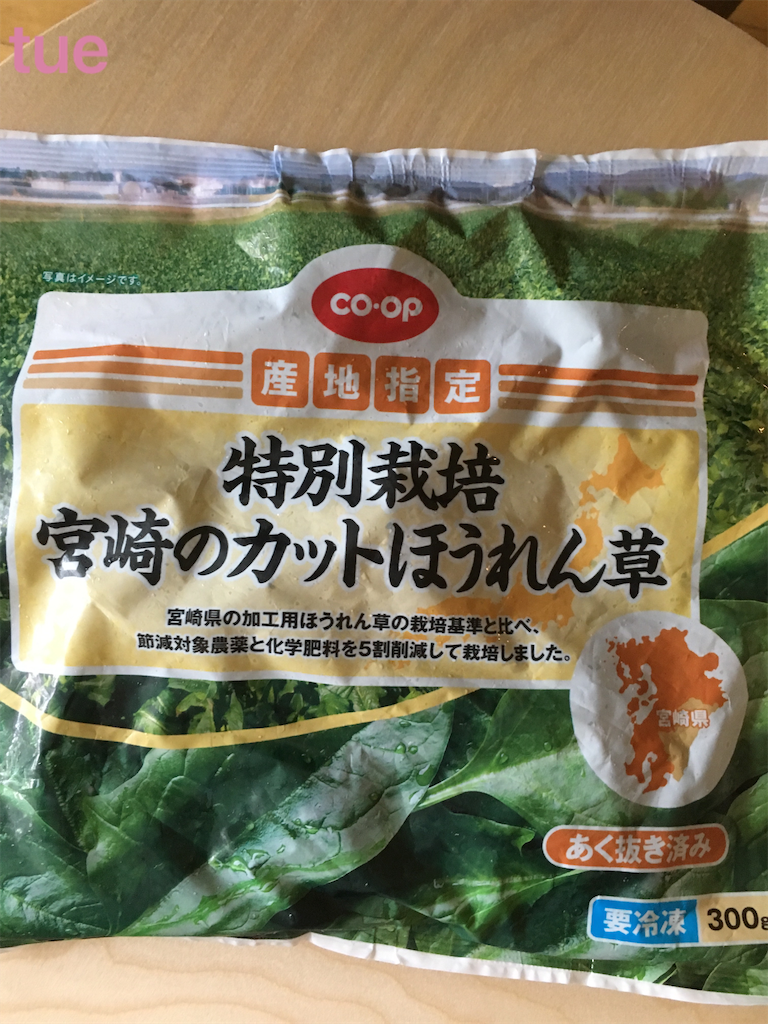 tue
写真はイメージです。
CO・OP
産地指定
特別栽培
宮崎のカットほうれん草
宮崎県の加工用ほうれん草の栽培基準と比べ、
節減対象農薬と化学肥料を5割削減して栽培しました。
宮崎県
あく抜き済み
要冷凍 300g